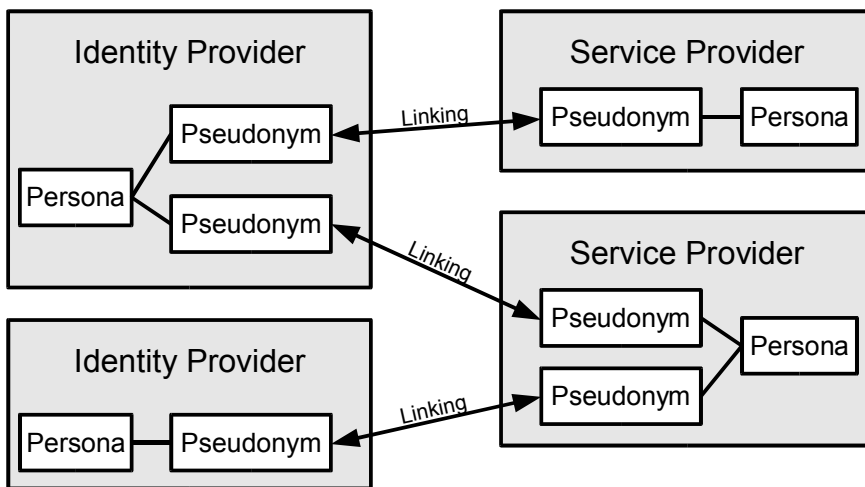 Identity Provider
Pseudonym
Persona
Pseudonym
Linking
Service Provider
Pseudonym
Persona
Linking
Service Provider
Pseudonym
Persona
Pseudonym
Identity Provider
Persona
Pseudonym
Linking